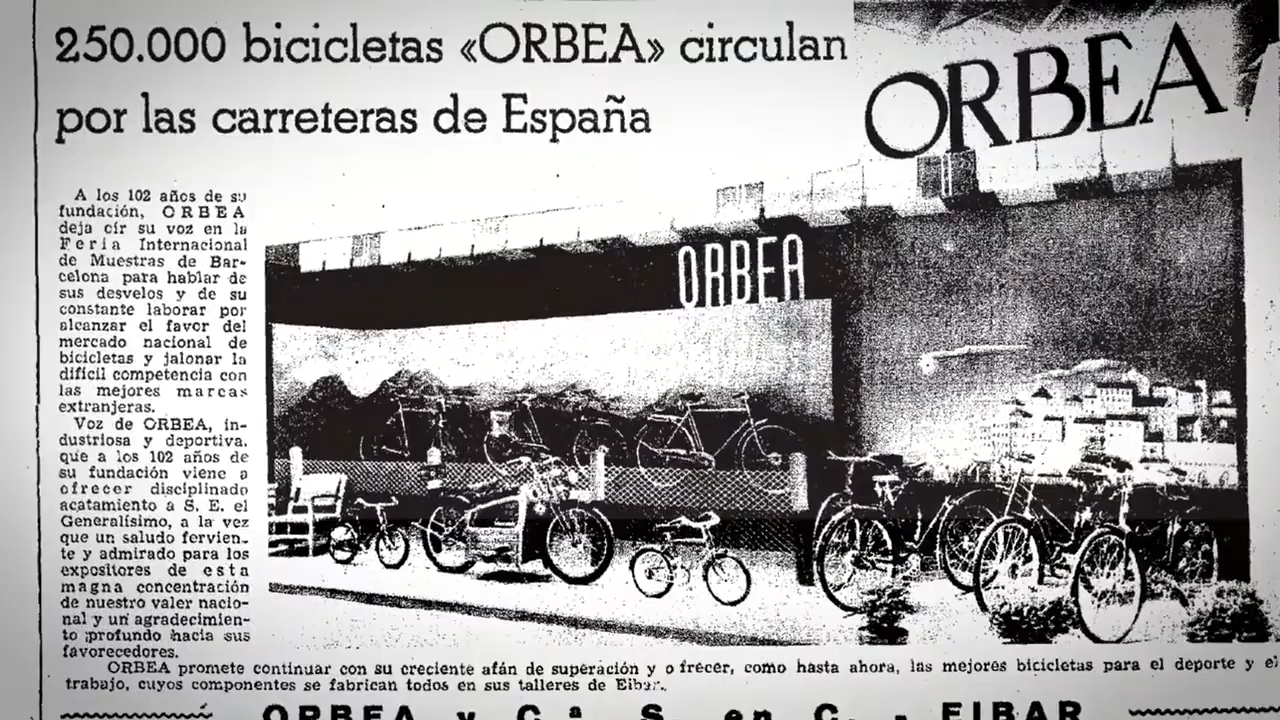 250.000 bicicletas «ORBEA» circulan
por las carreteras de España
ORBEA
ORBEA
A los 102 años de su
fundación, ORBEA
deja oír su voz en la
Feria Internacional
de Muestras de Bar-
celona para hablar de
sus desvelos y de su
constante laborar por
alcanzar el favor del
mercado nacional de
bicicletas y jalonar la
difícil competencia con
las mejores marcas
extranjeras.
Voz de ORBEA, in-
dustriosa y deportiva,
que a los 102 años de
su fundación viene a
ofrecer disciplinado
acatamiento a S. E. el
Generalísimo, a la vez
que un saludo fervien-
te y admirado para los
expositores de esta
magna concentración
de nuestro valer nacio-
nal y un agradecimien-
to profundo hacia sus
favorecedores.
ORBEA promete continuar con su creciente afán de superación y ofrecer, como hasta ahora, las mejores bicicletas para el deporte y el
trabajo, cuyos componentes se fabrican todos en sus talleres de Eibar.
ORBEA y C.ª S. en C. - EIBAR